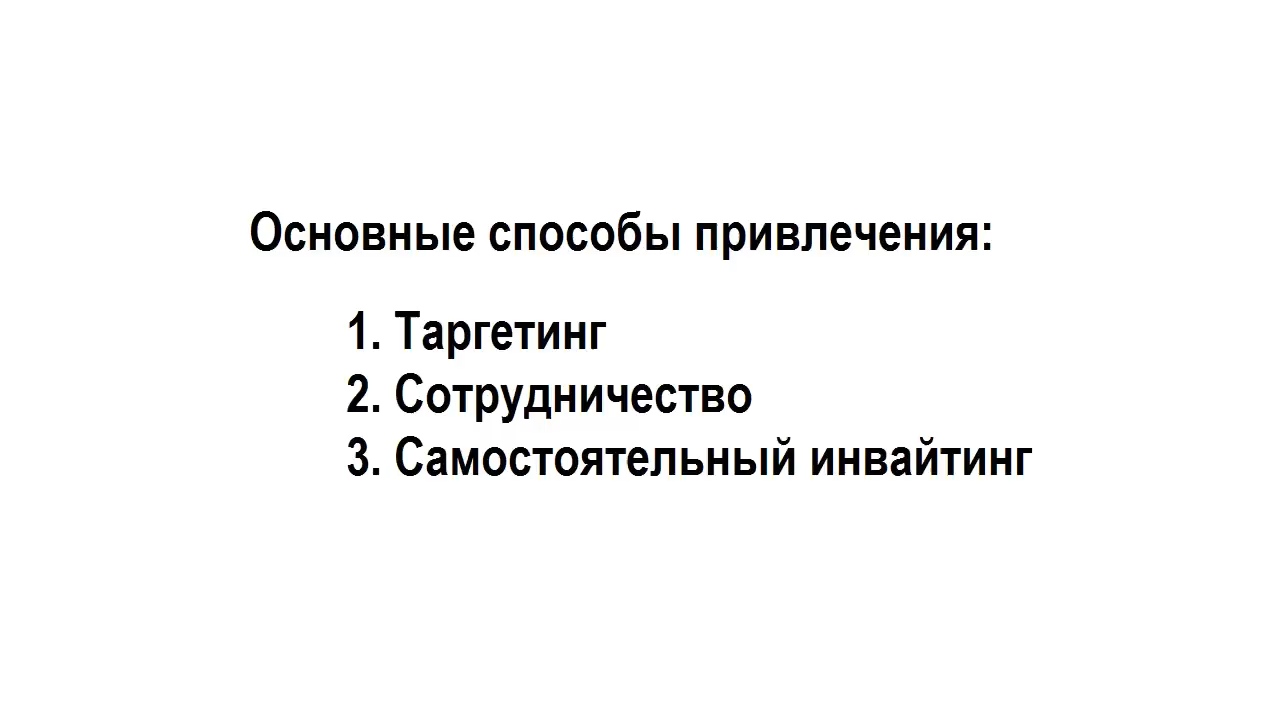 Основные способы привлечения:
1. Таргетинг
2. Сотрудничество
3. Самостоятельный инвайтинг